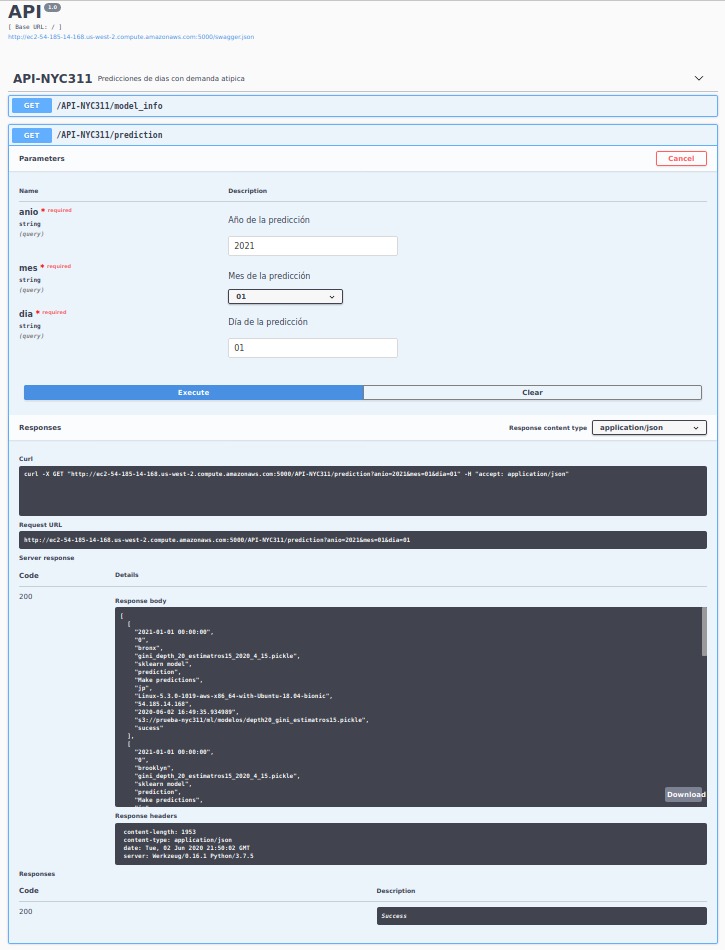 API 1.0
[ Base URL: / ]
http://ec2-54-185-14-168.us-west-2.compute.amazonaws.com:5000/swagger.json
API-NYC311 Predicciones de dias con demanda atipica
GET /API-NYC311/model_info
GET /API-NYC311/prediction
Parameters Cancel
Name Description
anio * required
string
(query)
Año de la predicción
2021
mes * required
string
(query)
Mes de la predicción
01
dia * required
string
(query)
Día de la predicción
01
Execute Clear
Responses Response content type application/json
Curl
curl -X GET "http://ec2-54-185-14-168.us-west-2.compute.amazonaws.com:5000/API-NYC311/prediction?anio=2021&mes=01&dia=01" -H "accept: application/json"
Request URL
http://ec2-54-185-14-168.us-west-2.compute.amazonaws.com:5000/API-NYC311/prediction?anio=2021&mes=01&dia=01
Server response
Code Details
200
Response body
[
[
"2021-01-01 00:00:00",
"0",
"bronx",
"gini_depth_20_estimatros15_2020_4_15.pickle",
"sklearn model",
"prediction",
"Make predictions",
"jp",
"Linux-5.3.0-1019-aws-x86_64-with-Ubuntu-18.04-bionic",
"54.185.14.168",
"2020-06-02 16:49:35.934989",
"s3://prueba-nyc311/ml/modelos/depth20_gini_estimatros15.pickle",
"sucess"
],
[
"2021-01-01 00:00:00",
"0",
"brooklyn",
"gini_depth_20_estimatros15_2020_4_15.pickle",
"sklearn model",
"prediction",
"Make predictions",
Download
Response headers
content-length: 1953
content-type: application/json
date: Tue, 02 Jun 2020 21:50:02 GMT
server: Werkzeug/0.16.1 Python/3.7.5
Responses
Code Description
200 Success